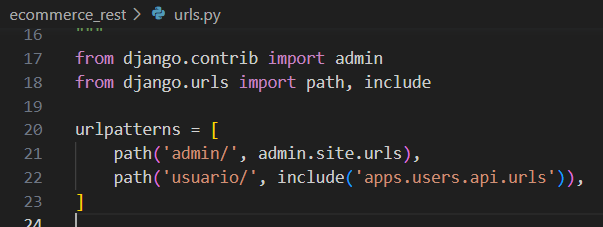 ecommerce_rest > urls.py
16 """
17 from django.contrib import admin
18 from django.urls import path, include
19
20 urlpatterns = [
21 path('admin/', admin.site.urls),
22 path('usuario/', include('apps.users.api.urls')),
23 ]
24